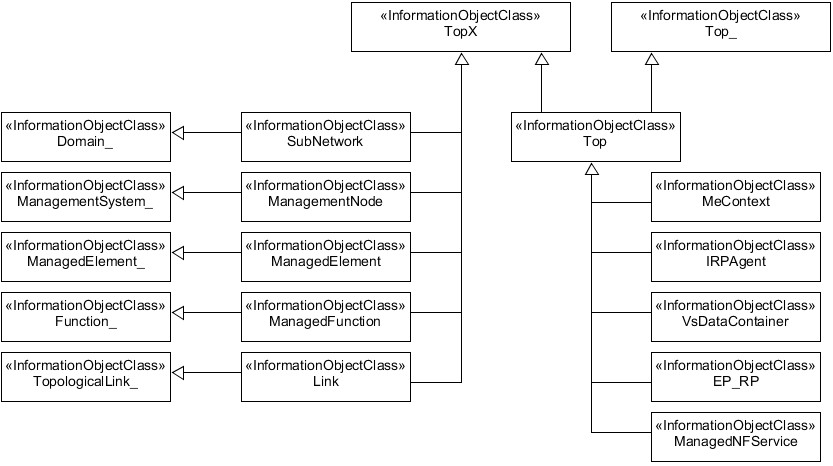 «InformationObjectClass»
TopX
«InformationObjectClass»
Top_
«InformationObjectClass»
Domain_
«InformationObjectClass»
SubNetwork
«InformationObjectClass»
Top
«InformationObjectClass»
ManagementSystem_
«InformationObjectClass»
ManagementNode
«InformationObjectClass»
MeContext
«InformationObjectClass»
ManagedElement_
«InformationObjectClass»
ManagedElement
«InformationObjectClass»
IRPAgent
«InformationObjectClass»
Function_
«InformationObjectClass»
ManagedFunction
«InformationObjectClass»
VsDataContainer
«InformationObjectClass»
TopologicalLink_
«InformationObjectClass»
Link
«InformationObjectClass»
EP_RP
«InformationObjectClass»
ManagedNFService